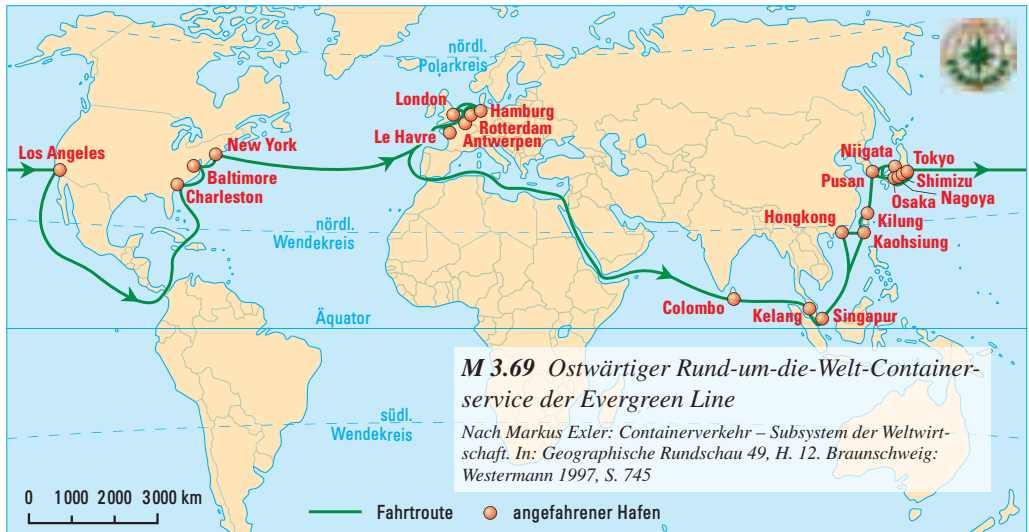 nördl.
Polarkreis
London
Hamburg
Rotterdam
Le Havre
Antwerpen
New York
Los Angeles
Baltimore
Charleston
Niigata
Tokyo
Pusan
Shimizu
Nagoya
Osaka
Kilung
Hongkong
Kaohsiung
nördl.
Wendekreis
Colombo
Kelang
Singapur
Äquator
südl.
Wendekreis
M 3.69 Ostwärtiger Rund-um-die-Welt-Container-
service der Evergreen Line
Nach Markus Exler: Containerverkehr – Subsystem der Weltwirt-
schaft. In: Geographische Rundschau 49, H. 12. Braunschweig:
Westermann 1997, S. 745
0 1000 2000 3000 km
Fahrtroute angefahrener Hafen